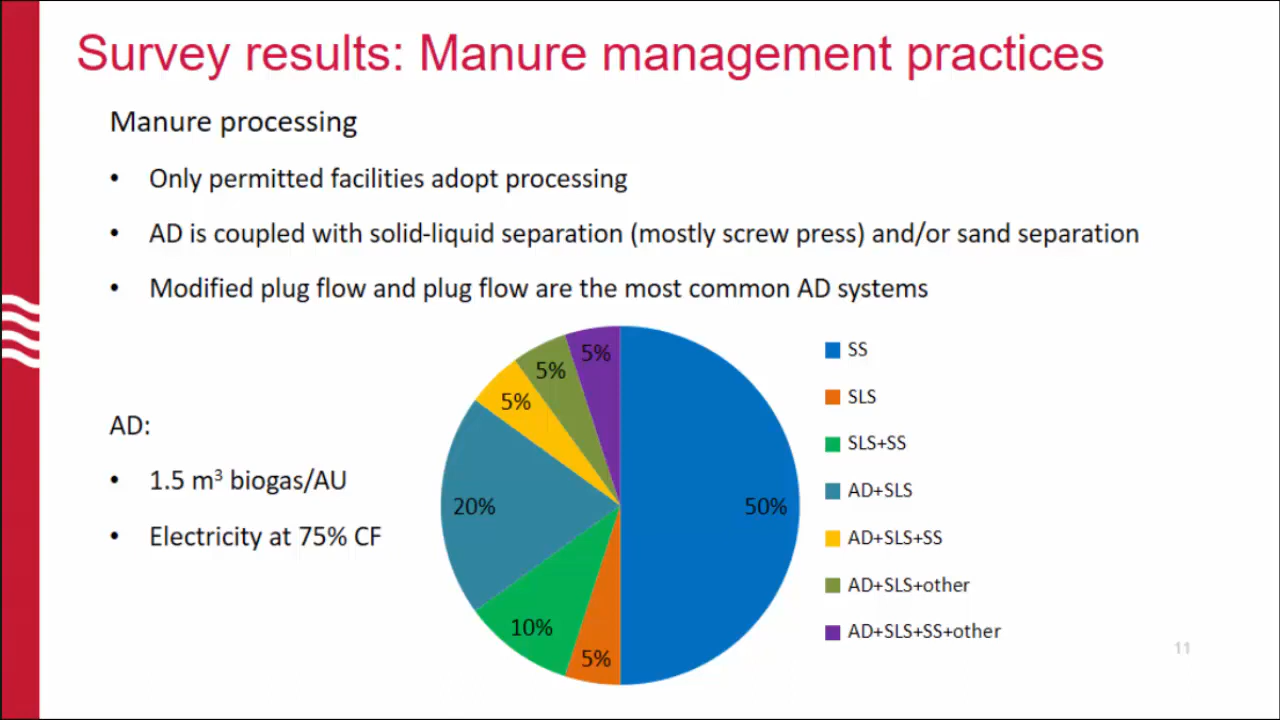 Survey results: Manure management practices
Manure processing
• Only permitted facilities adopt processing
• AD is coupled with solid-liquid separation (mostly screw press) and/or sand separation
• Modified plug flow and plug flow are the most common AD systems
AD:
• 1.5 m³ biogas/AU
• Electricity at 75% CF
5%
5%
5%
20%
50%
10%
5%
SS
SLS
SLS+SS
AD+SLS
AD+SLS+SS
AD+SLS+other
AD+SLS+SS+other
11